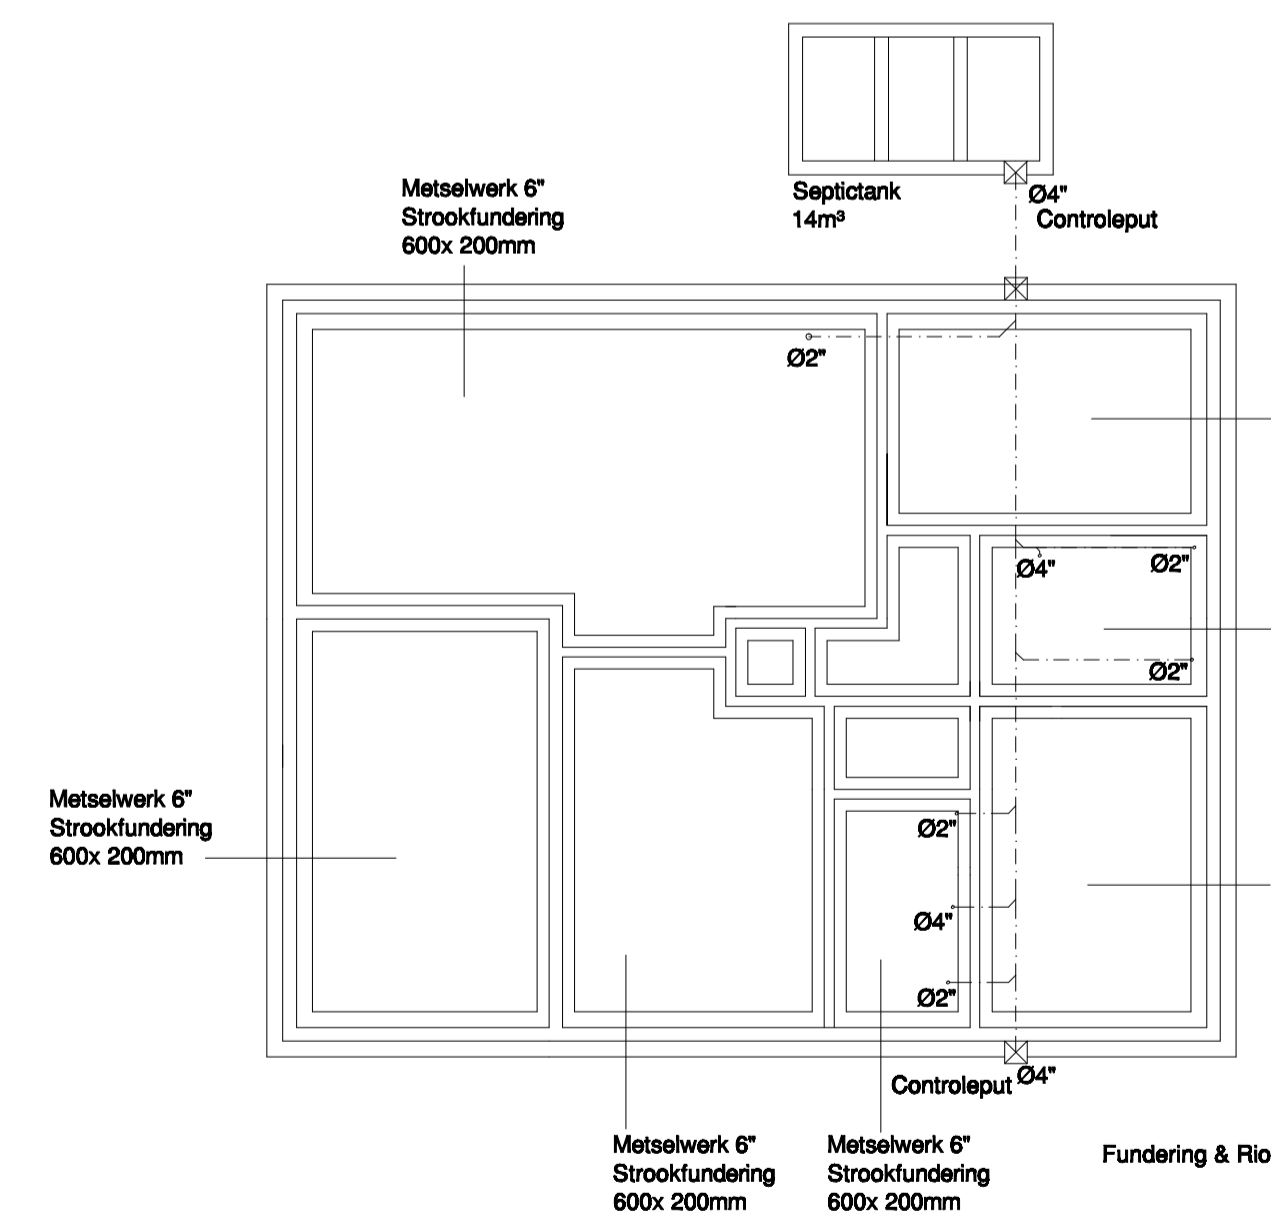 Metselwerk 6"
Strookfundering
600x 200mm
Septictank
14m³
Ø4"
Controleput
Ø2"
Ø4"
Ø2"
Ø2"
Metselwerk 6"
Strookfundering
600x 200mm
Ø2"
Ø4"
Ø2"
Controleput Ø4"
Metselwerk 6"
Strookfundering
600x 200mm
Metselwerk 6"
Strookfundering
600x 200mm
Fundering & Rio